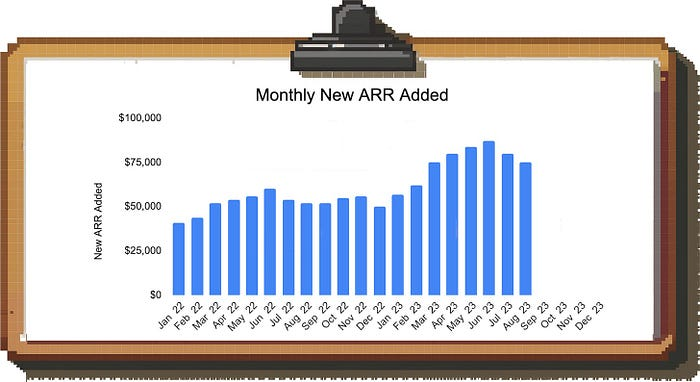 Monthly New ARR Added
$100,000
$75,000
$50,000
$25,000
$0
New ARR Added
Jan 22
Feb 22
Mar 22
Apr 22
May 22
Jun 22
Jul 22
Aug 22
Sep 22
Oct 22
Nov 22
Dec 22
Jan 23
Feb 23
Mar 23
Apr 23
May 23
Jun 23
Jul 23
Aug 23
Sep 23
Oct 23
Nov 23
Dec 23